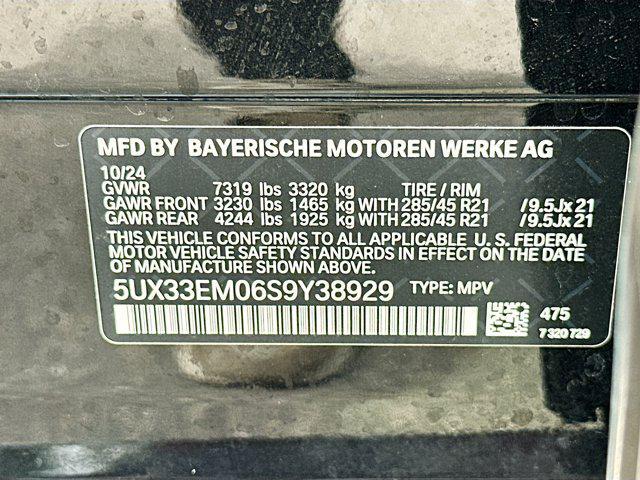 MFD BY BAYERISCHE MOTOREN WERKE AG
10/24
GVWR 7319 lbs 3320 kg TIRE / RIM
GAWR FRONT 3230 lbs 1465 kg WITH 285/45 R21 /9.5Jx21
GAWR REAR 4244 lbs 1925 kg WITH 285/45 R21 /9.5Jx21
THIS VEHICLE CONFORMS TO ALL APPLICABLE U.S. FEDERAL
MOTOR VEHICLE SAFETY STANDARDS IN EFFECT ON THE
DATE OF MANUFACTURE SHOWN ABOVE.
5UX33EM06S9Y38929 TYPE: MPV
475
7320729